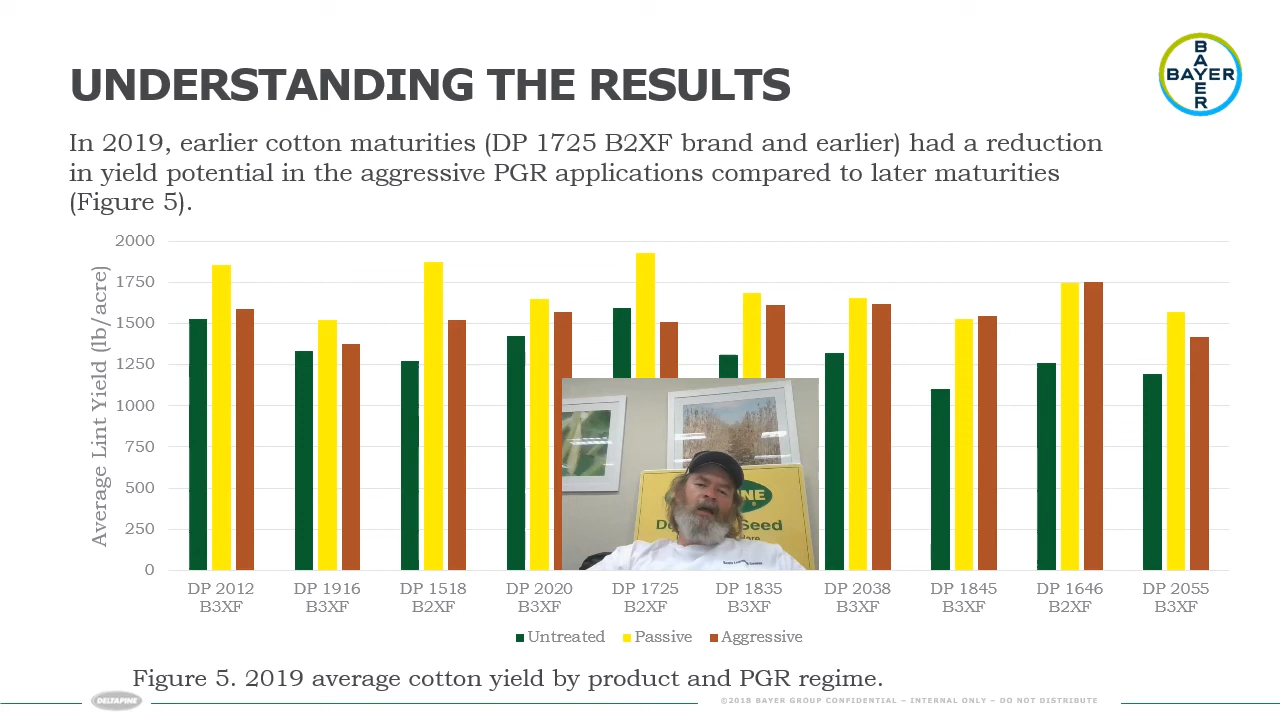 UNDERSTANDING THE RESULTS
BAYER
BAYER
In 2019, earlier cotton maturities (DP 1725 B2XF brand and earlier) had a reduction
in yield potential in the aggressive PGR applications compared to later maturities
(Figure 5).
Average Lint Yield (lb/acre)
2000
1750
1500
1250
1000
750
500
250
0
DP 2012 DP 1916 DP 1518 DP 2020 DP 1725 DP 1835 DP 2038 DP 1845 DP 1646 DP 2055
B3XF B3XF B2XF B3XF B2XF B3XF B3XF B3XF B2XF B3XF
Seed
Untreated Passive Aggressive
Figure 5. 2019 average cotton yield by product and PGR regime.
DELTAPINE
©2018 BAYER GROUP CONFIDENTIAL – INTERNAL ONLY – DO NOT DISTRIBUTE